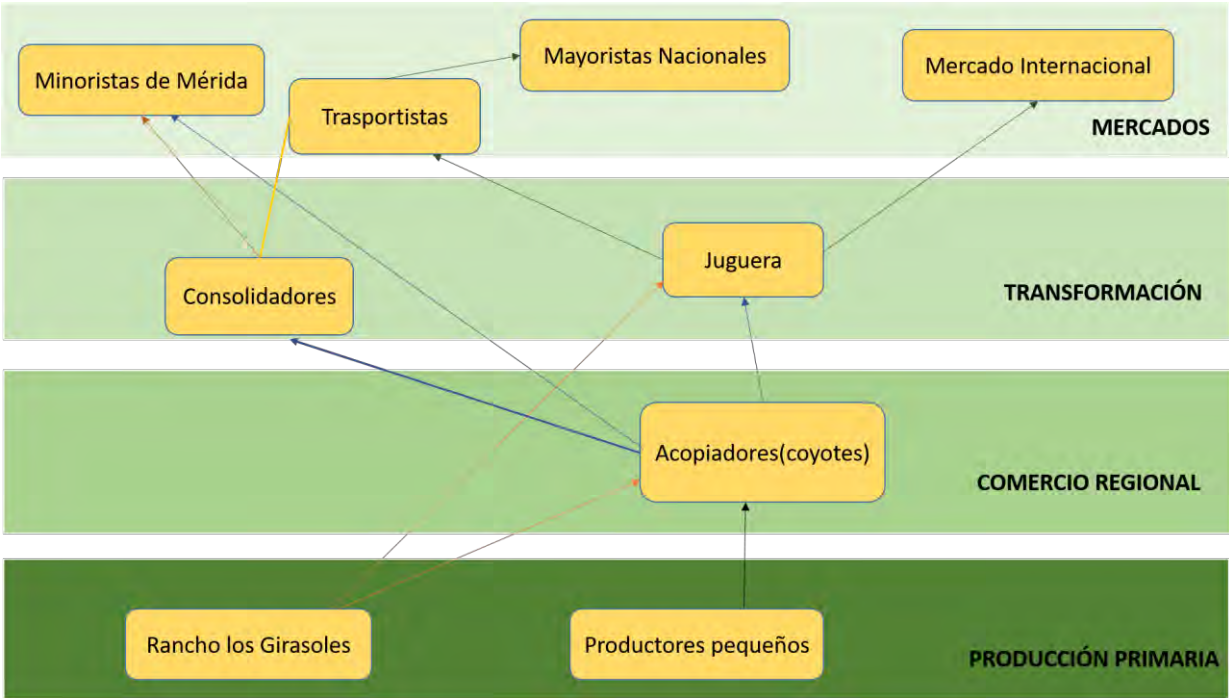 Minoristas de Mérida
Mayoristas Nacionales
Mercado Internacional
Trasportistas
MERCADOS
Consolidadores
Juguera
TRANSFORMACIÓN
Acopiadores(coyotes)
COMERCIO REGIONAL
Rancho los Girasoles
Productores pequeños
PRODUCCIÓN PRIMARIA